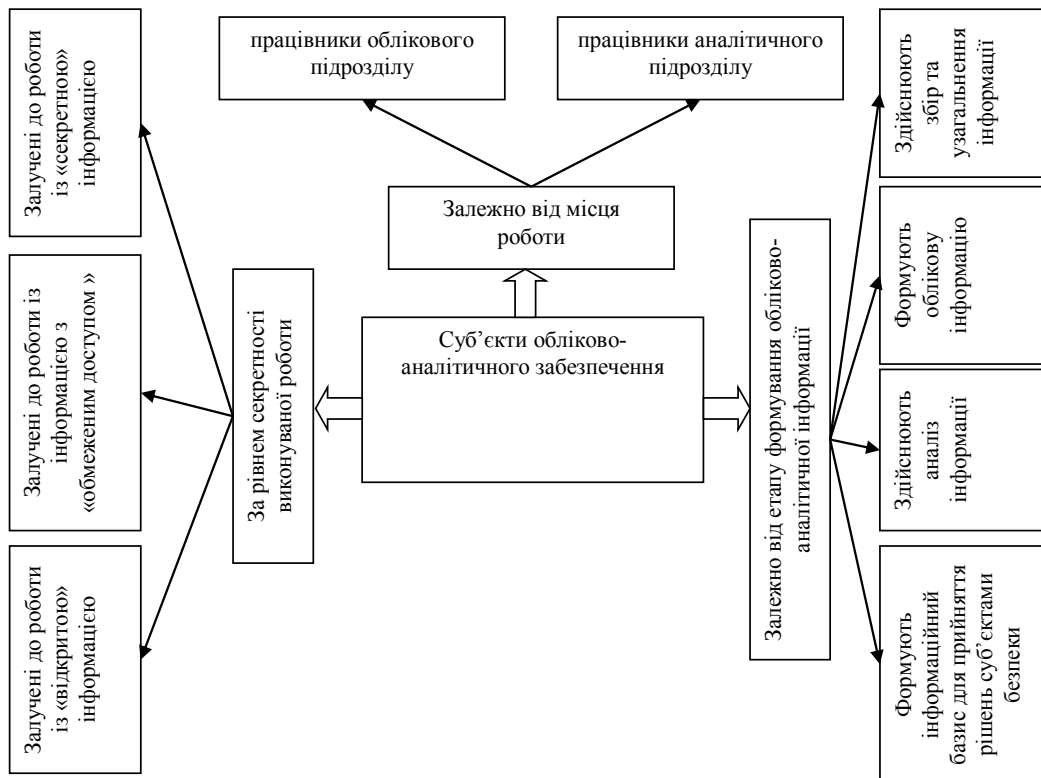 працівники облікового
підрозділу
працівники аналітичного
підрозділу
Залежно від місця
роботи
Суб’єкти обліково-
аналітичного забезпечення
Залучені до роботи
із «секретною»
інформацією
Залучені до роботи із
інформацією з
«обмеженим доступом »
Залучені до роботи
із «відкритою»
інформацією
За рівнем секретності
виконуваної роботи
Залежно від етапу формування обліково-
аналітичної інформації
Здійснюють
збір та
узагальнення
інформації
Формують
облікову
інформацію
Здійснюють
аналіз
інформації
Формують
інформаційний
базис для прийняття
рішень суб’єктами
безпеки